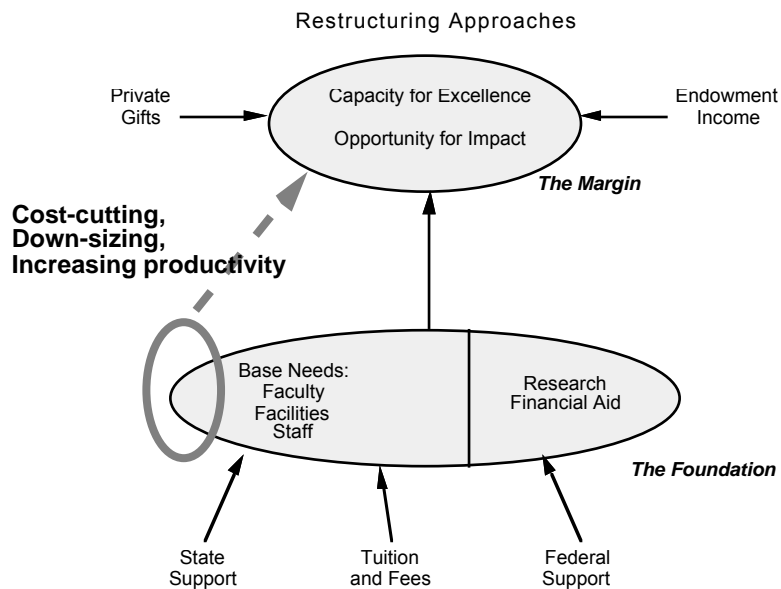 Restructuring Approaches
Private
Gifts
Capacity for Excellence
Opportunity for Impact
Endowment
Income
The Margin
Cost-cutting,
Down-sizing,
Increasing productivity
Base Needs:
Faculty
Facilities
Staff
Research
Financial Aid
The Foundation
State
Support
Tuition
and Fees
Federal
Support